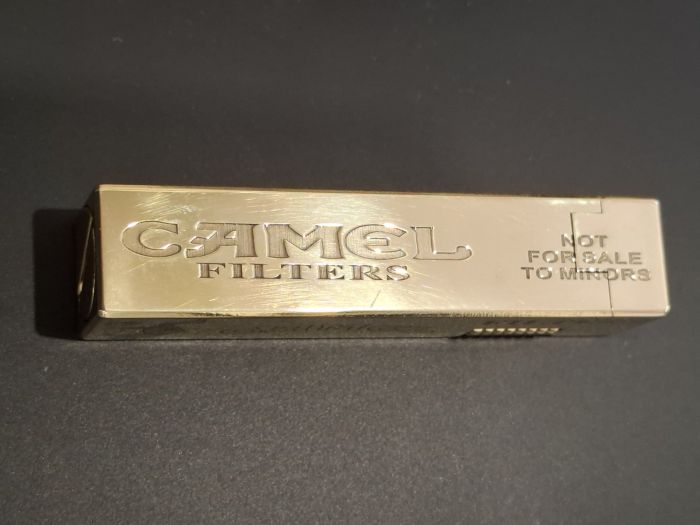 CAMEL
FILTERS
NOT
FOR SALE
TO MINORS